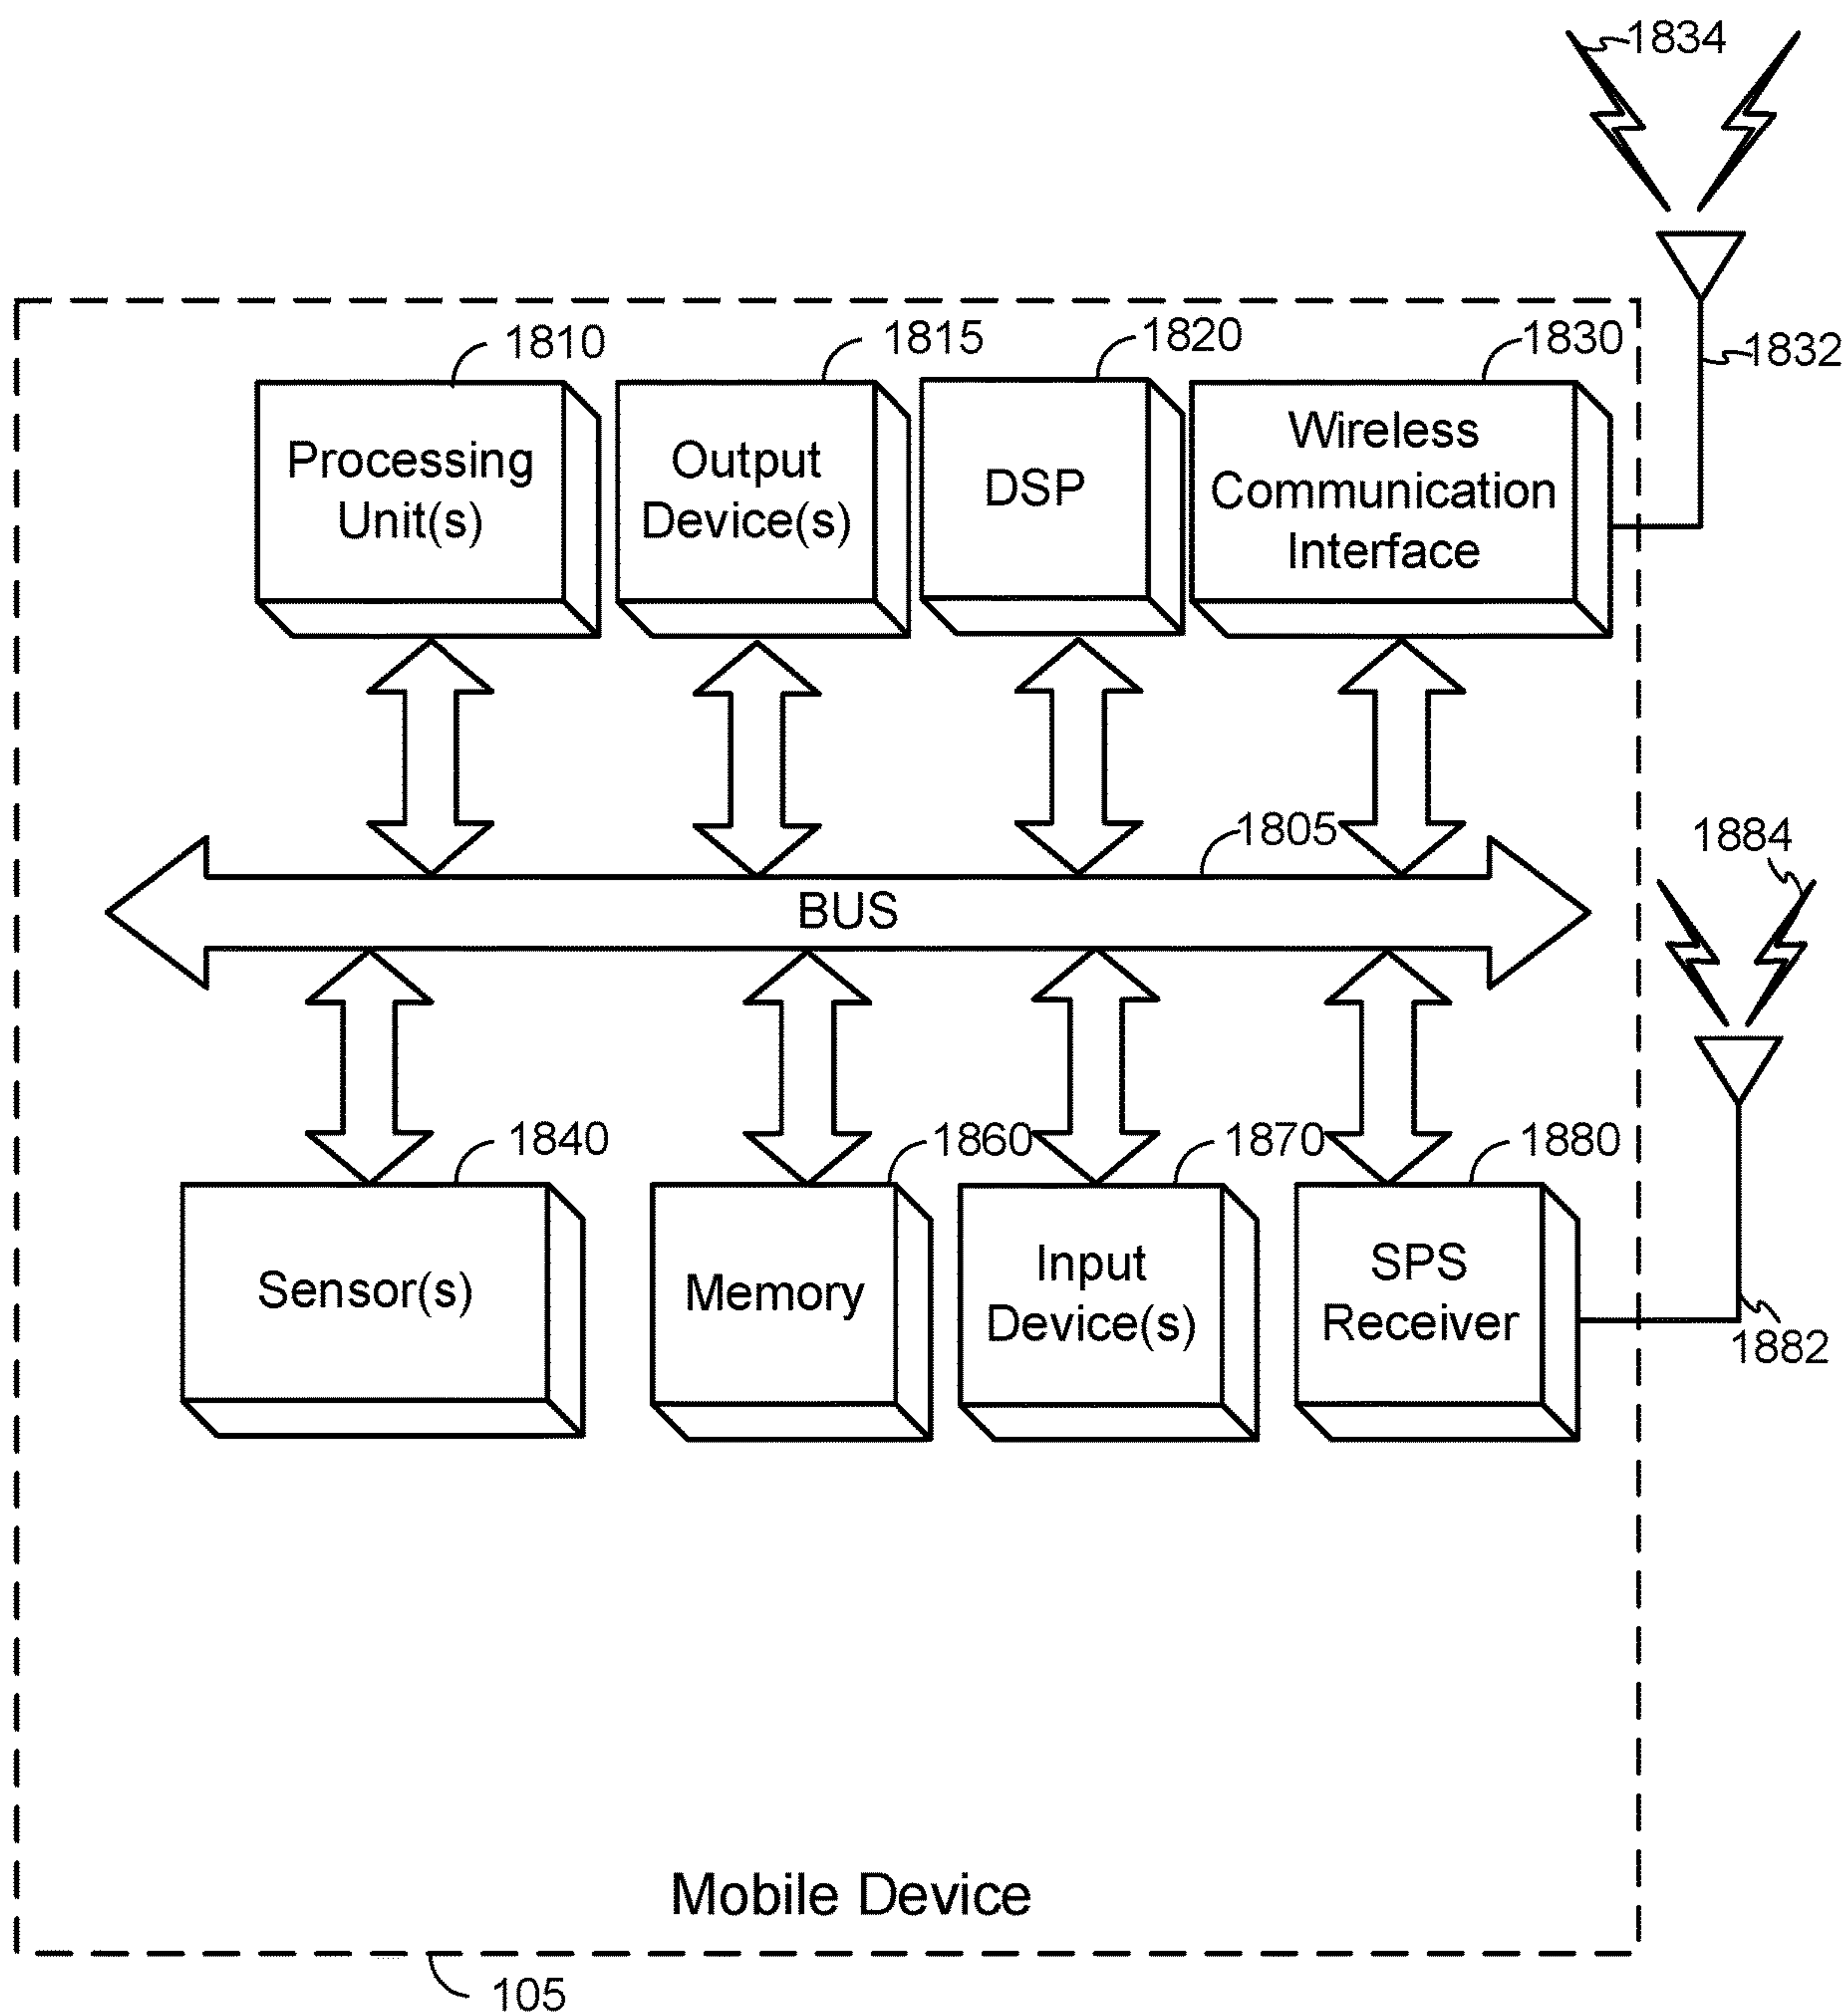 1834
1832
1810
1815
1820
1830
Processing
Unit(s)
Output
Device(s)
DSP
Wireless
Communication
Interface
1805
BUS
1884
1840
1860
1870
1880
Sensor(s)
Memory
Input
Device(s)
SPS
Receiver
1882
Mobile Device
105